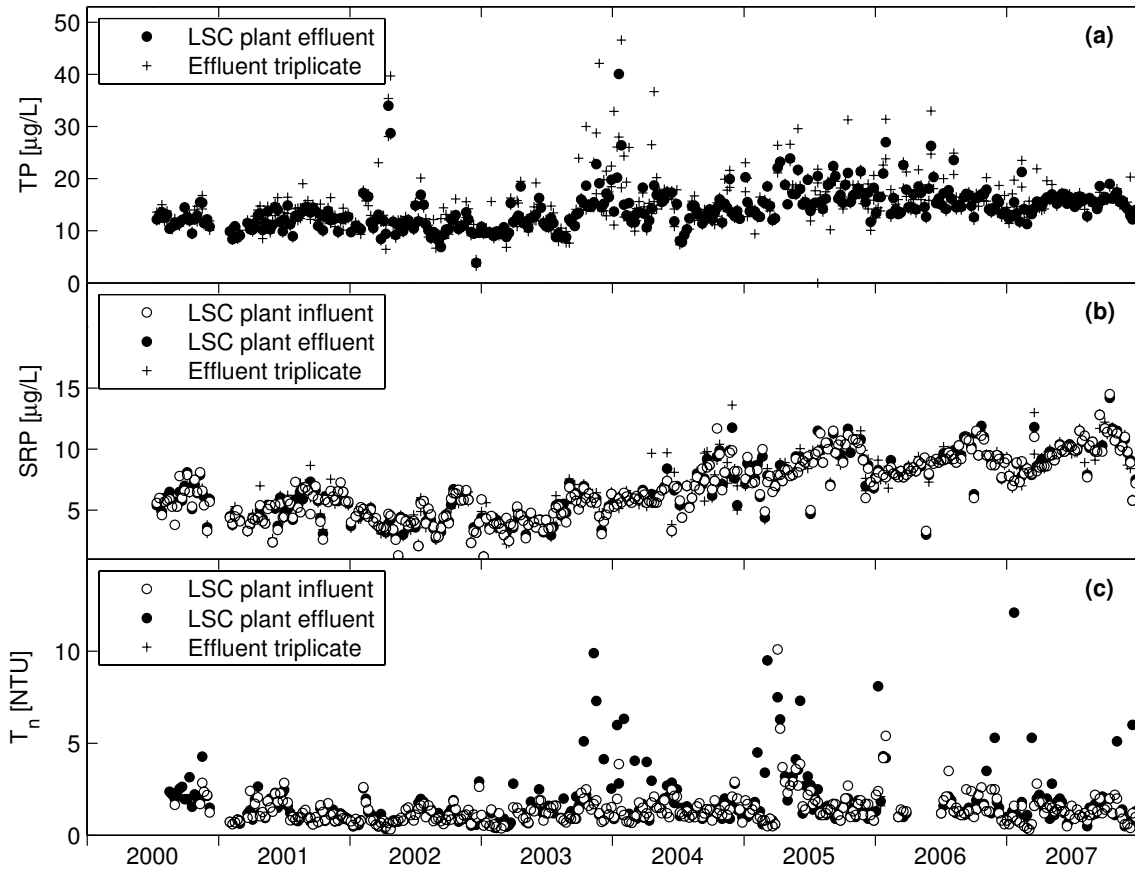 50
40
30
20
10
0
TP [μg/L]
LSC plant effluent
Effluent triplicate
(a)
15
10
5
SRP [μg/L]
LSC plant influent
LSC plant effluent
Effluent triplicate
(b)
10
5
0
T_n [NTU]
LSC plant influent
LSC plant effluent
Effluent triplicate
(c)
2000 2001 2002 2003 2004 2005 2006 2007